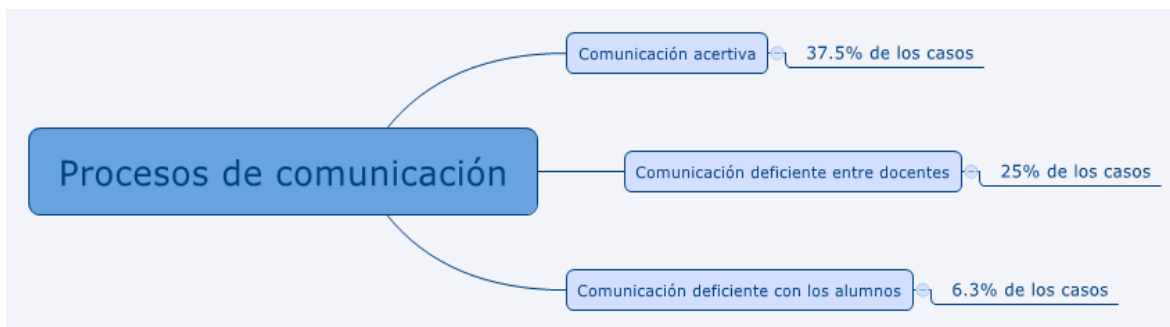 Comunicación acertiva
37.5% de los casos
Procesos de comunicación
Comunicación deficiente entre docentes
25% de los casos
Comunicación deficiente con los alumnos
6.3% de los casos